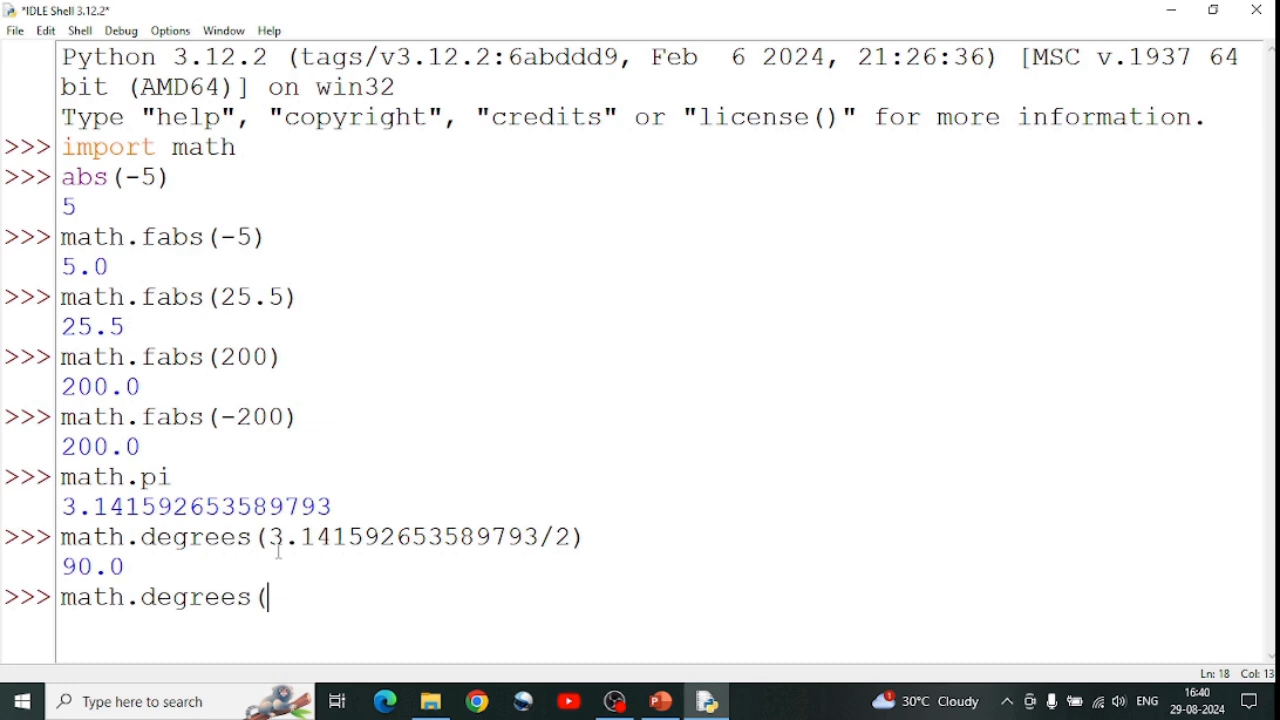 *IDLE Shell 3.12.2*
File Edit Shell Debug Options Window Help
Python 3.12.2 (tags/v3.12.2:6abddd9, Feb  6 2024, 21:26:36) [MSC v.1937 64
bit (AMD64)] on win32
Type "help", "copyright", "credits" or "license()" for more information.
>>> import math
>>> abs(-5)
5
>>> math.fabs(-5)
5.0
>>> math.fabs(25.5)
25.5
>>> math.fabs(200)
200.0
>>> math.fabs(-200)
200.0
>>> math.pi
3.141592653589793
>>> math.degrees(3.141592653589793/2)
90.0
>>> math.degrees(
Ln: 18 Col: 13
Type here to search
30°C Cloudy
ENG
16:40
29-08-2024